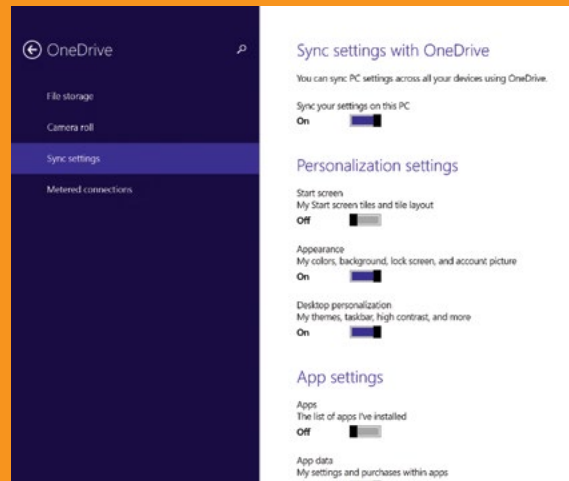 OneDrive
File storage
Camera roll
Sync settings
Metered connections
Sync settings with OneDrive
You can sync PC settings across all your devices using OneDrive.
Sync your settings on this PC
On
Personalization settings
Start screen
My Start screen tiles and tile layout
Off
Appearance
My colors, background, lock screen, and account picture
On
Desktop personalization
My themes, taskbar, high contrast, and more
On
App settings
Apps
The list of apps I've installed
Off
App data
My settings and purchases within apps